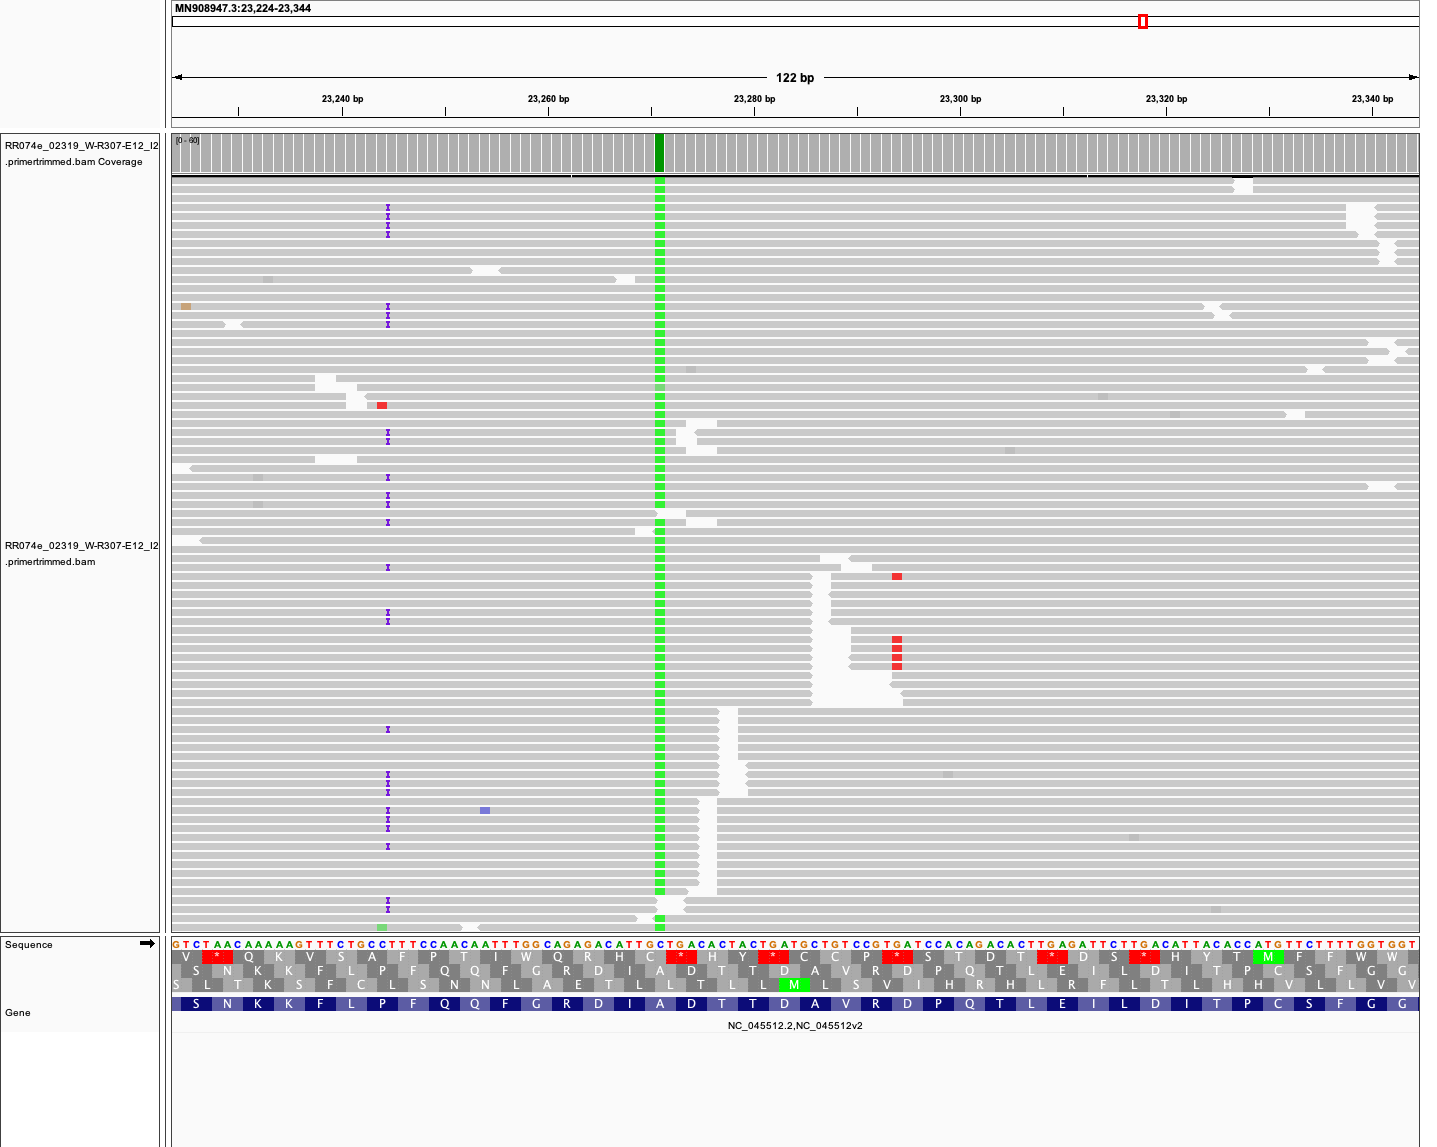 MN908947.3:23,224-23,344
122 bp
23,240 bp 23,260 bp 23,280 bp 23,300 bp 23,320 bp 23,340 bp
RR074e_02319_W-R307-E12_I2
.primertrimmed.bam Coverage
[0 - 60]
RR074e_02319_W-R307-E12_I2
.primertrimmed.bam
Sequence
GTCTAACAAAAAGTTTCTGCCTTTCCAACAATTTGGCAGAGACATTGCTGACACTACTGATGCTGTCCGTGATCCACAGACACTTGAGATTCTTGACATTACACCATGTTCTTTTGGTGGT
V * Q K V S A F P T I W Q R H C * H Y * C C P * S T D T * D S * H Y T M F F W W
S N K K F L P F Q Q F G R D I A D T T D A V R D P Q T L E I L D I T P C S F G G
S L T K S F C L S N N L A E T L L T L L M L S V I H R H L R F L T L H H V L L V V
Gene
S N K K F L P F Q Q F G R D I A D T T D A V R D P Q T L E I L D I T P C S F G G
NC_045512.2,NC_045512v2